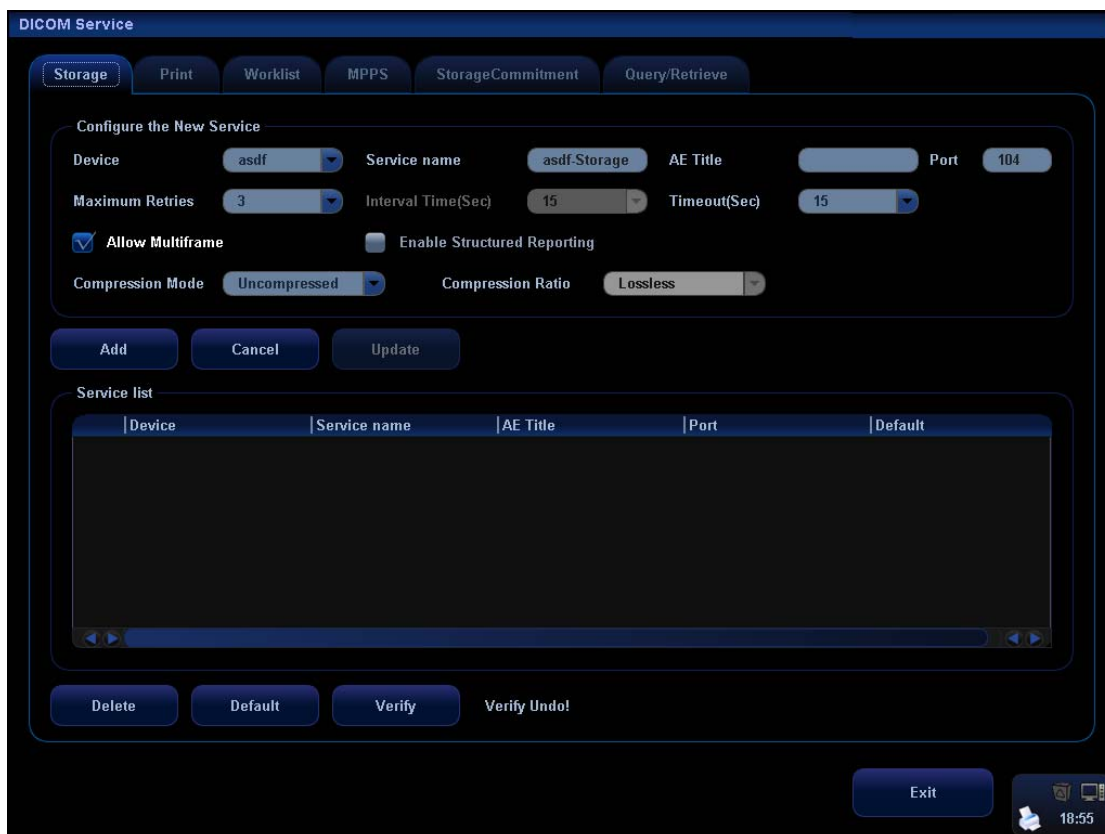 DICOM Service
Storage Print Worklist MPPS StorageCommitment Query/Retrieve
Configure the New Service
Device asdf Service name asdf-Storage AE Title Port 104
Maximum Retries 3 Interval Time(Sec) 15 Timeout(Sec) 15
Allow Multiframe Enable Structured Reporting
Compression Mode Uncompressed Compression Ratio Lossless
Add Cancel Update
Service list
Device Service name AE Title Port Default
Delete Default Verify Verify Undo!
Exit
18:55